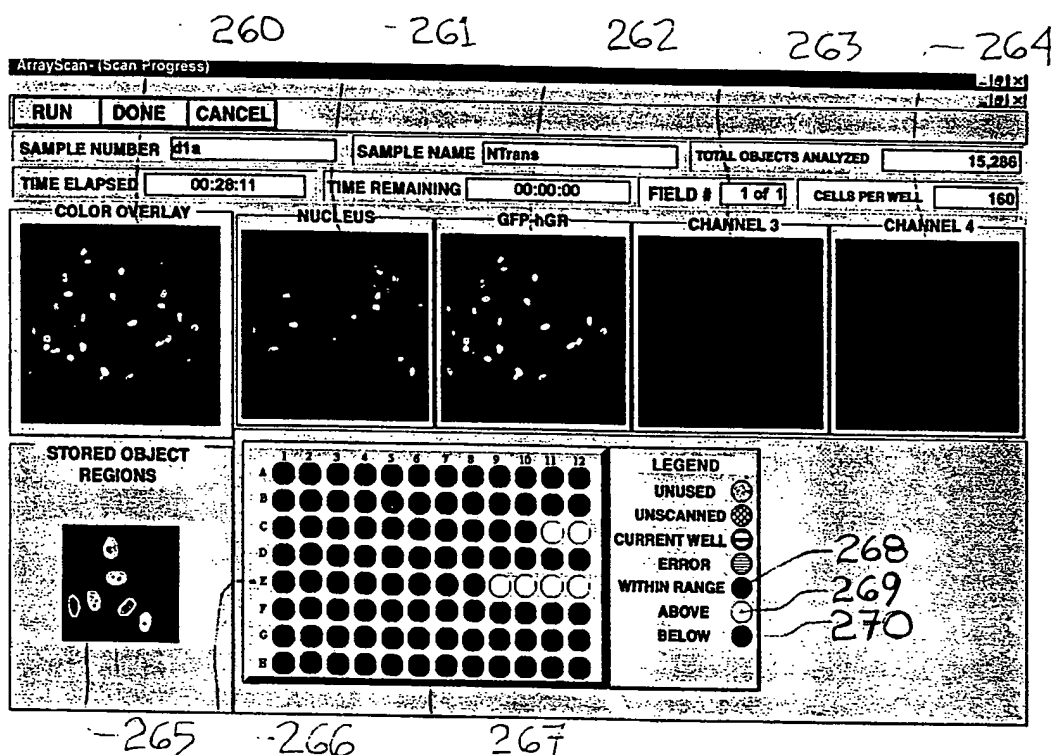 260 261 262 263 264
ArrayScan- (Scan Progress)
RUN DONE CANCEL
SAMPLE NUMBER d1a SAMPLE NAME NTrans TOTAL OBJECTS ANALYZED 15,286
TIME ELAPSED 00:28:11 TIME REMAINING 00:00:00 FIELD # 1 of 1 CELLS PER WELL 160
COLOR OVERLAY NUCLEUS GFP-hGR CHANNEL 3 CHANNEL 4
STORED OBJECT
REGIONS
1 2 3 4 5 6 7 8 9 10 11 12
A
B
C
D
E
F
G
H
LEGEND
UNUSED
UNSCANNED
CURRENT WELL
ERROR
WITHIN RANGE 268
ABOVE 269
BELOW 270
265 266 267